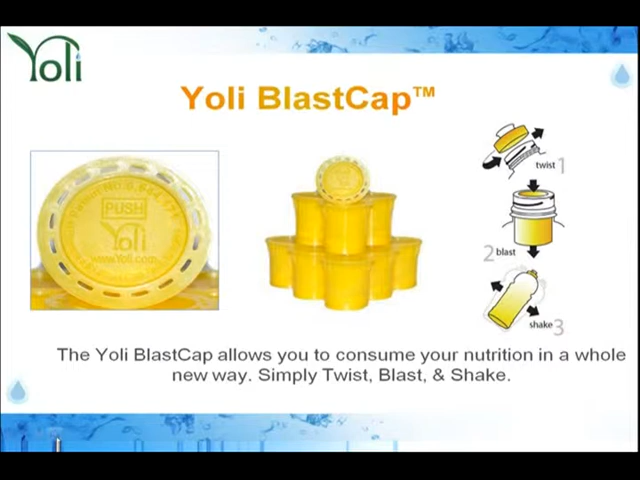 Yoli
Yoli BlastCap™
PUSH
Yoli
www.Yoli.com
twist 1
2 blast
shake 3
The Yoli BlastCap allows you to consume your nutrition in a whole
new way. Simply Twist, Blast, & Shake.